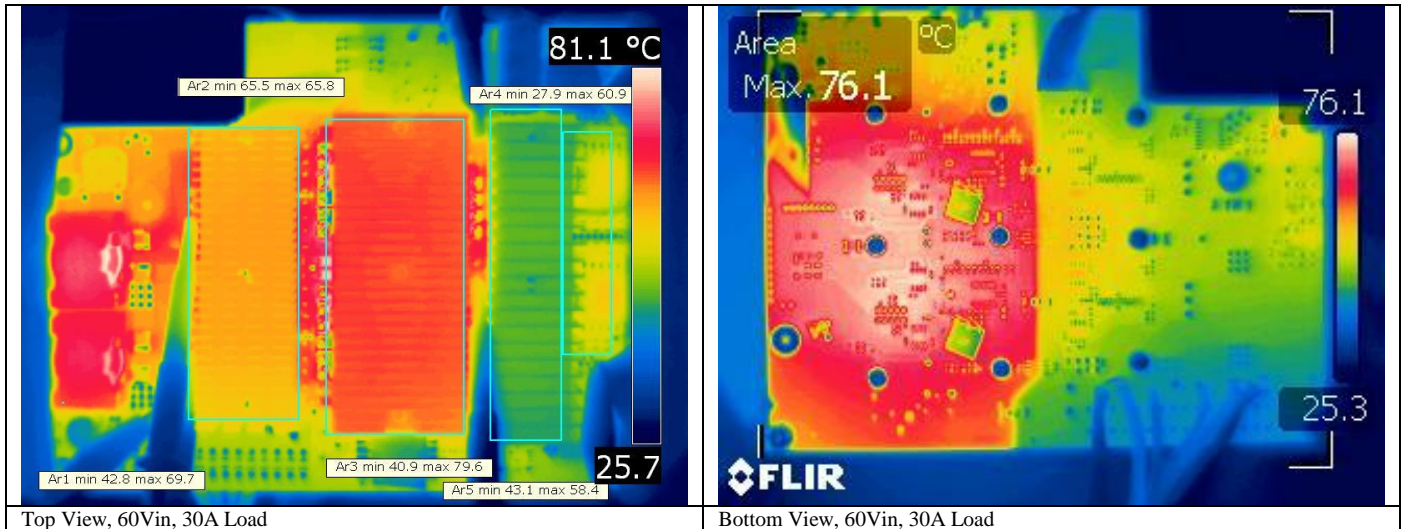 81.1 °C
Ar2 min 65.5 max 65.8
Ar4 min 27.9 max 60.9
Ar3 min 40.9 max 79.6
Ar1 min 42.8 max 69.7
Ar5 min 43.1 max 58.4
25.7
Top View, 60Vin, 30A Load
Area °C
Max. 76.1
76.1
25.3
FLIR
Bottom View, 60Vin, 30A Load